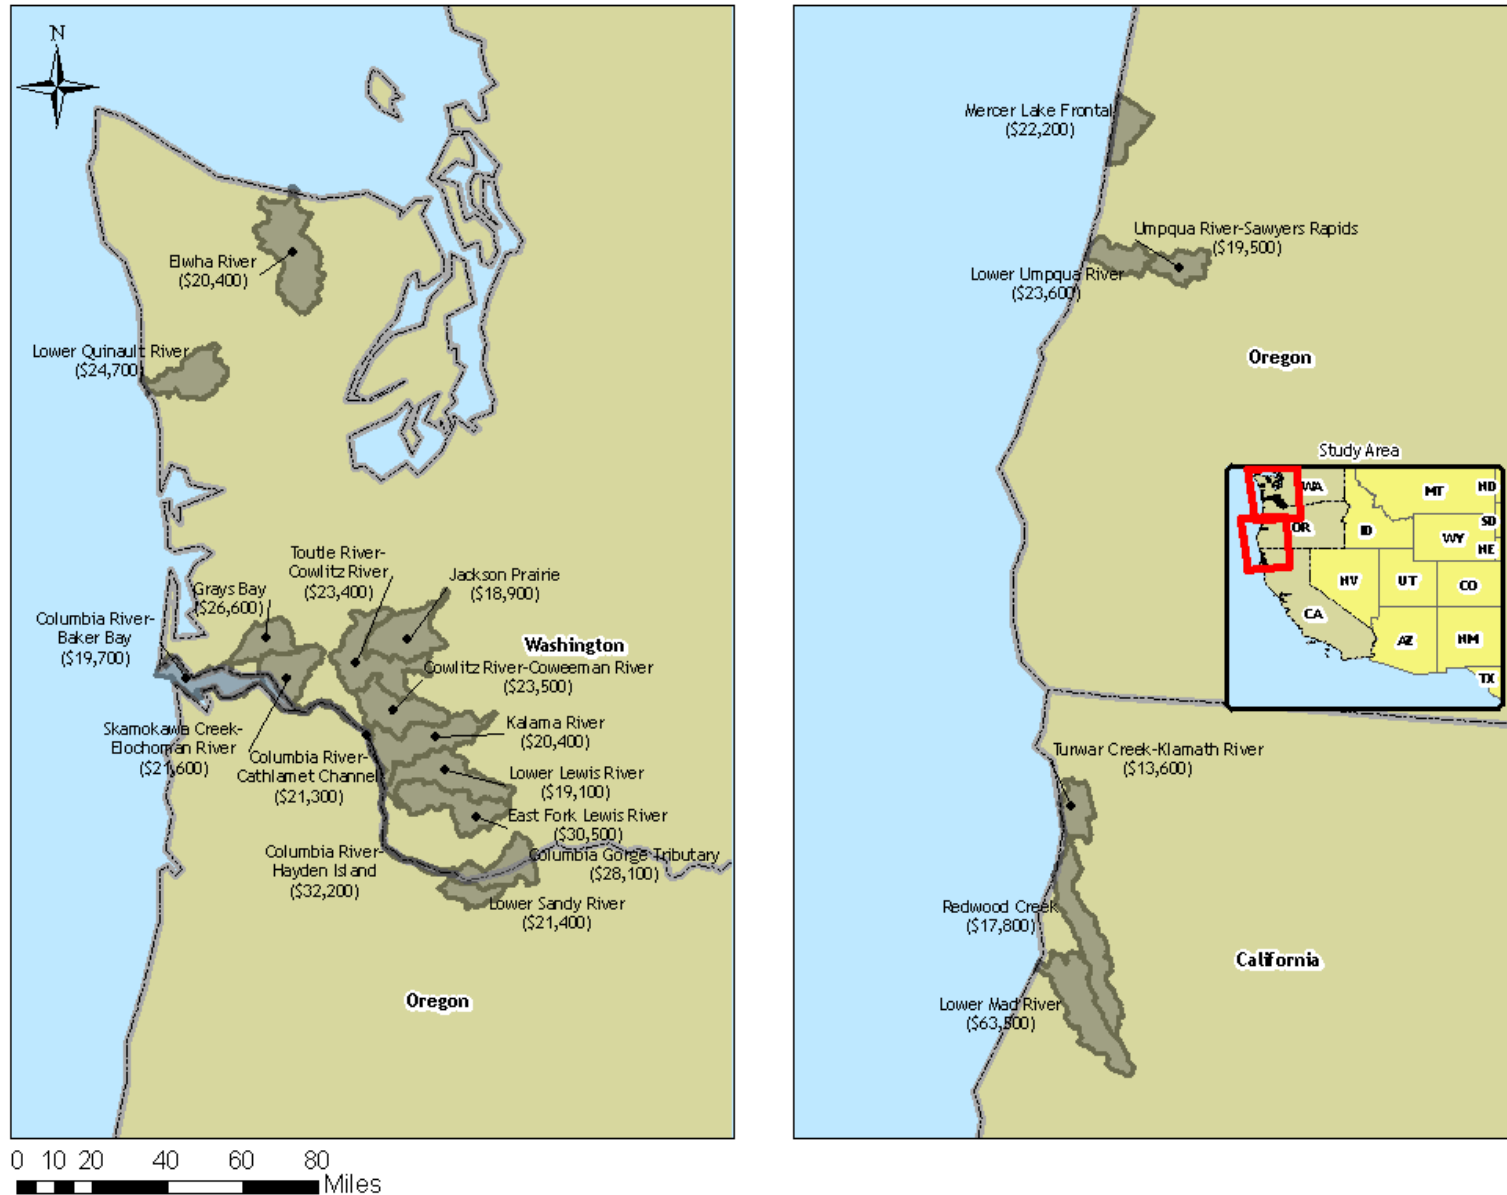 N
Elwha River
($20,400)
Lower Quinault River
($24,700)
Toutle River-
Cowlitz River
($23,400)
Jackson Prairie
($18,900)
Grays Bay
($26,600)
Columbia River-
Baker Bay
($19,700)
Washington
Cowlitz River-Coweeman River
($23,500)
Skamokawa Creek-
Elochoman River
($21,600)
Kalama River
($20,400)
Columbia River-
Cathlamet Channel
($21,300)
Lower Lewis River
($19,100)
East Fork Lewis River
($30,500)
Columbia River-
Hayden Island
($32,200)
Columbia Gorge Tributary
($28,100)
Lower Sandy River
($21,400)
Oregon
0 10 20 40 60 80
Miles
Mercer Lake Frontal
($22,200)
Umpqua River-Sawyers Rapids
($19,500)
Lower Umpqua River
($23,600)
Oregon
Study Area
WA
MT
ND
OR
ID
SD
WY
NE
NV
UT
CO
CA
AZ
NM
TX
Turwar Creek-Klamath River
($13,600)
Redwood Creek
($17,800)
California
Lower Mad River
($63,500)